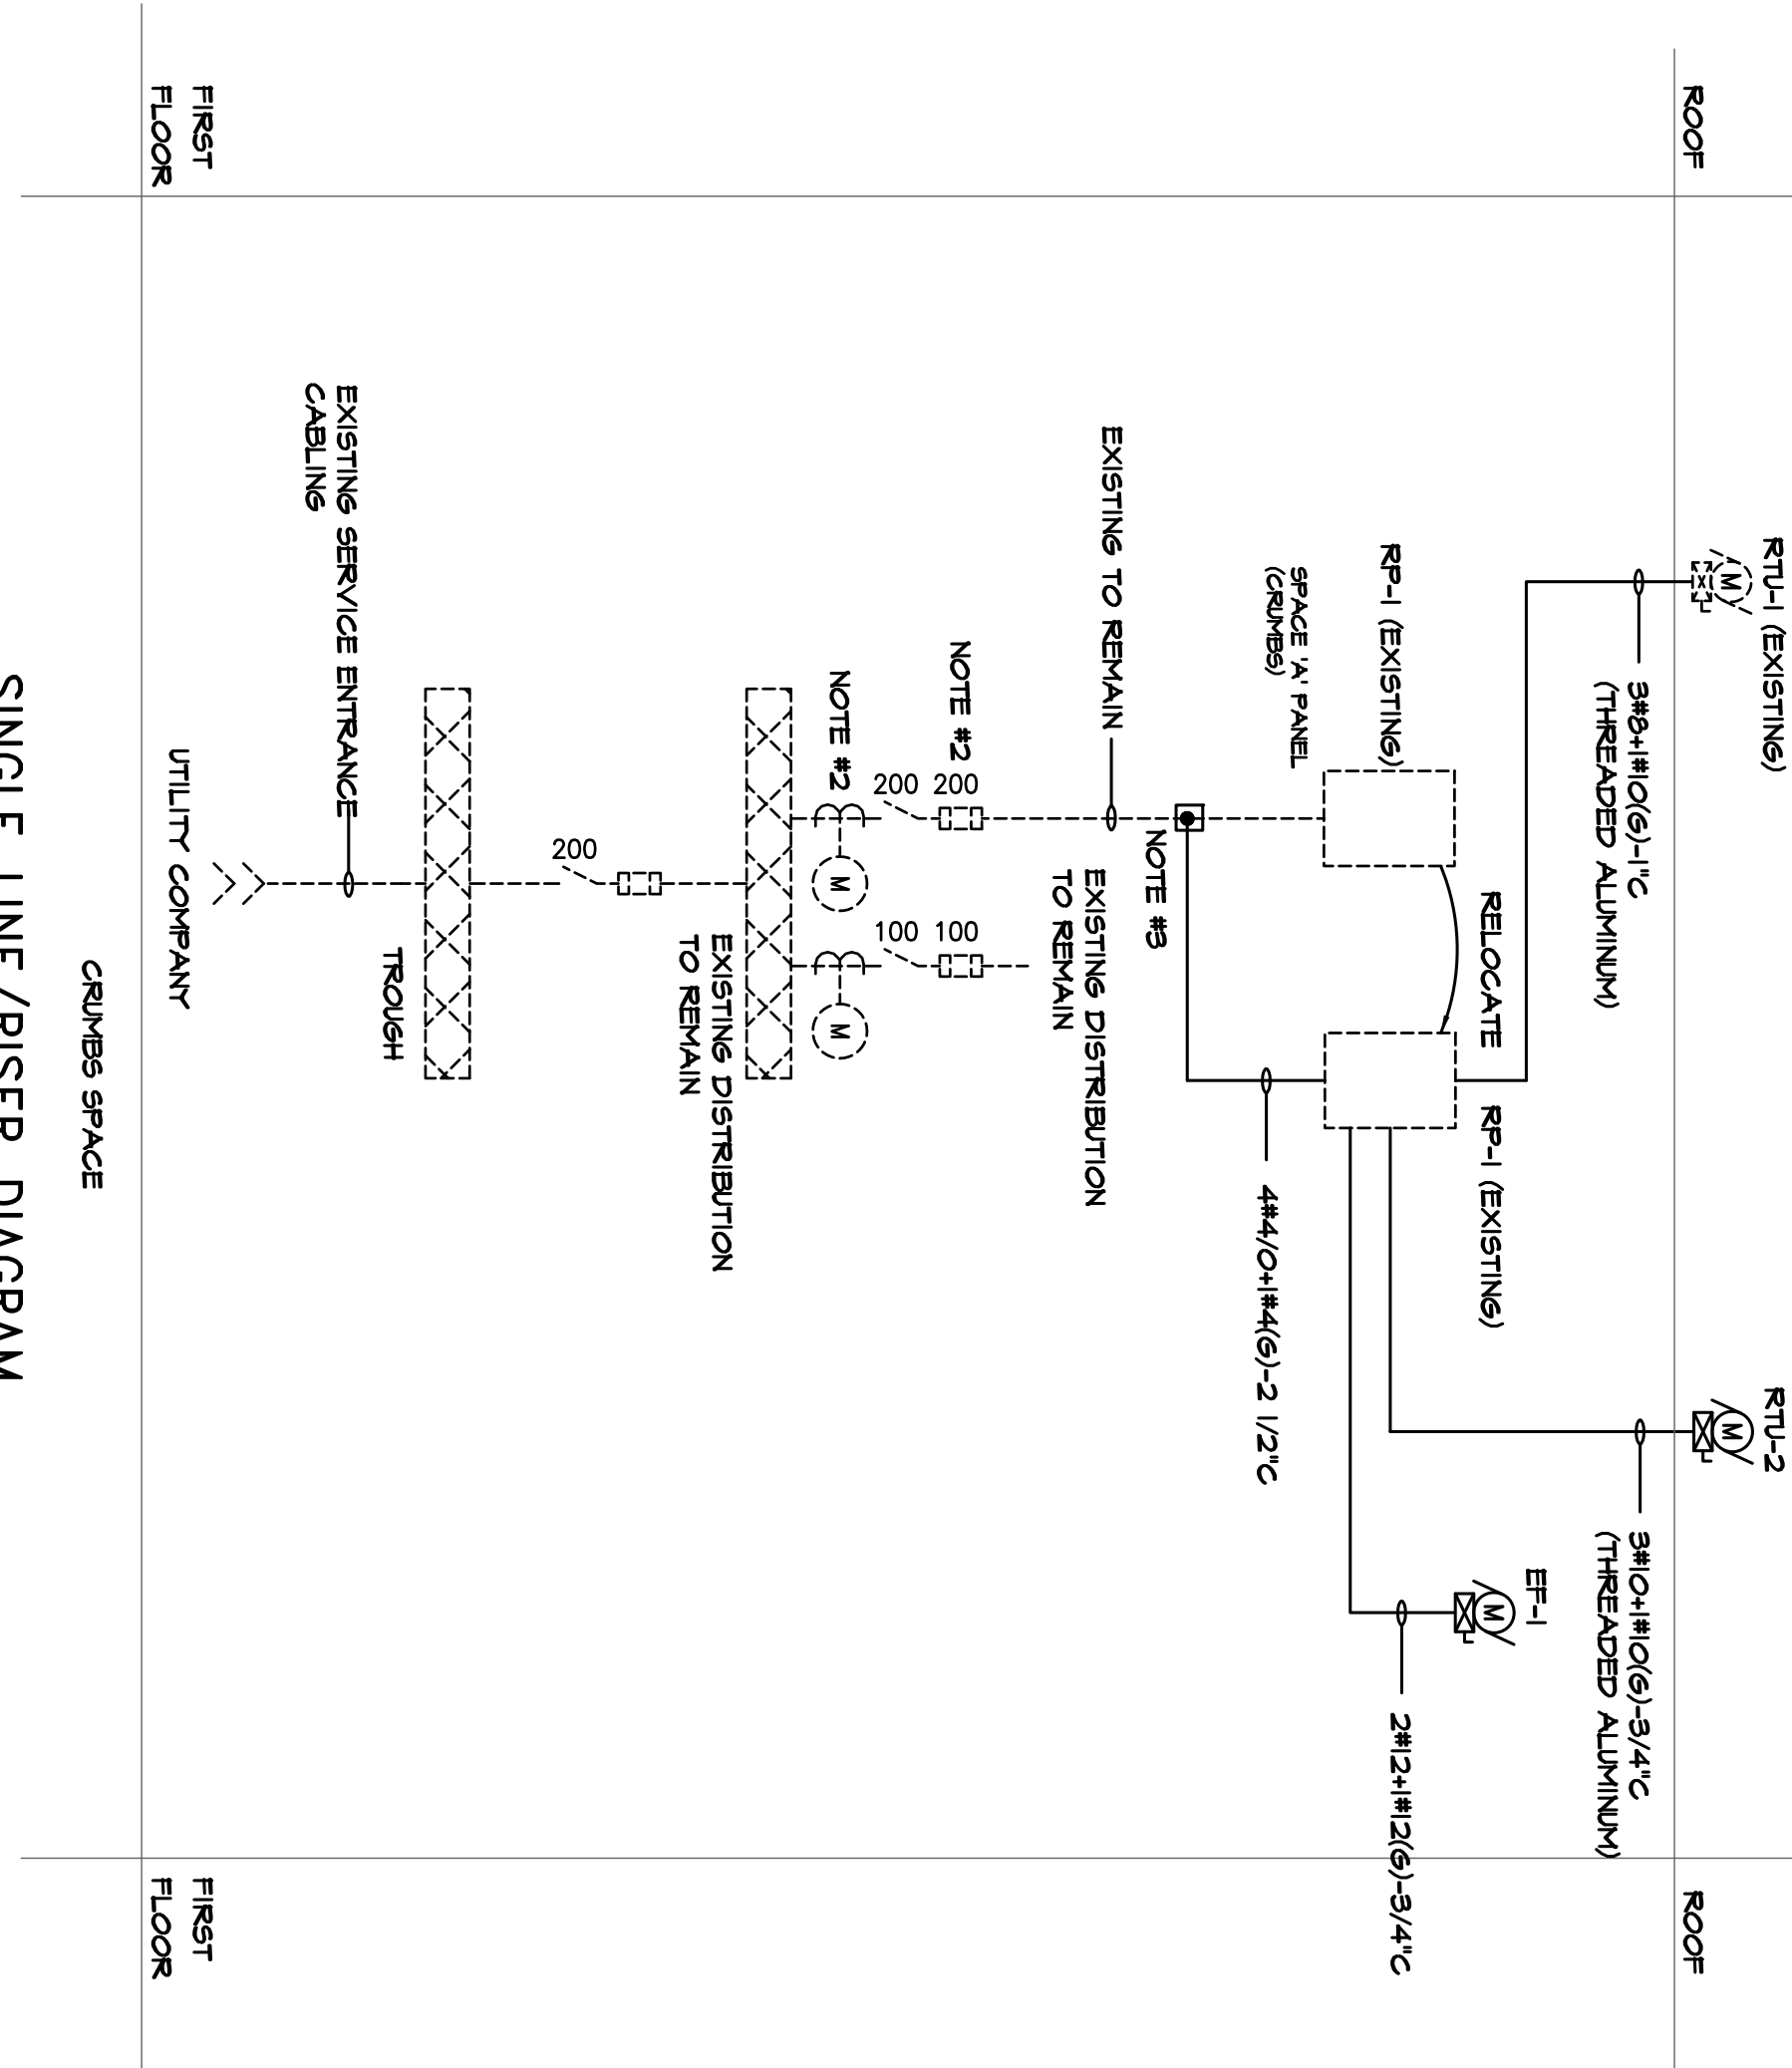 RTU-1 (EXISTING)
RTU-2
ROOF
ROOF
M
M
3#8+1#10(G)-1"C
(THREADED ALUMINUM)
3#10+1#10(G)-3/4"C
(THREADED ALUMINUM)
EF-1
M
RELOCATE
RP-1 (EXISTING)
RP-1 (EXISTING)
2#12+1#12(G)-3/4"C
SPACE 'A' PANEL
(CRUMBS)
4#4/0+1#4(G)-2 1/2"C
NOTE #3
EXISTING TO REMAIN
EXISTING DISTRIBUTION
TO REMAIN
NOTE #2
200
100
200
100
NOTE #2
M
M
EXISTING DISTRIBUTION
TO REMAIN
200
TROUGH
EXISTING SERVICE ENTRANCE
CABLING
UTILITY COMPANY
FIRST
FLOOR
FIRST
FLOOR
CRUMBS SPACE
SINGLE LINE/RISER DIAGRAM